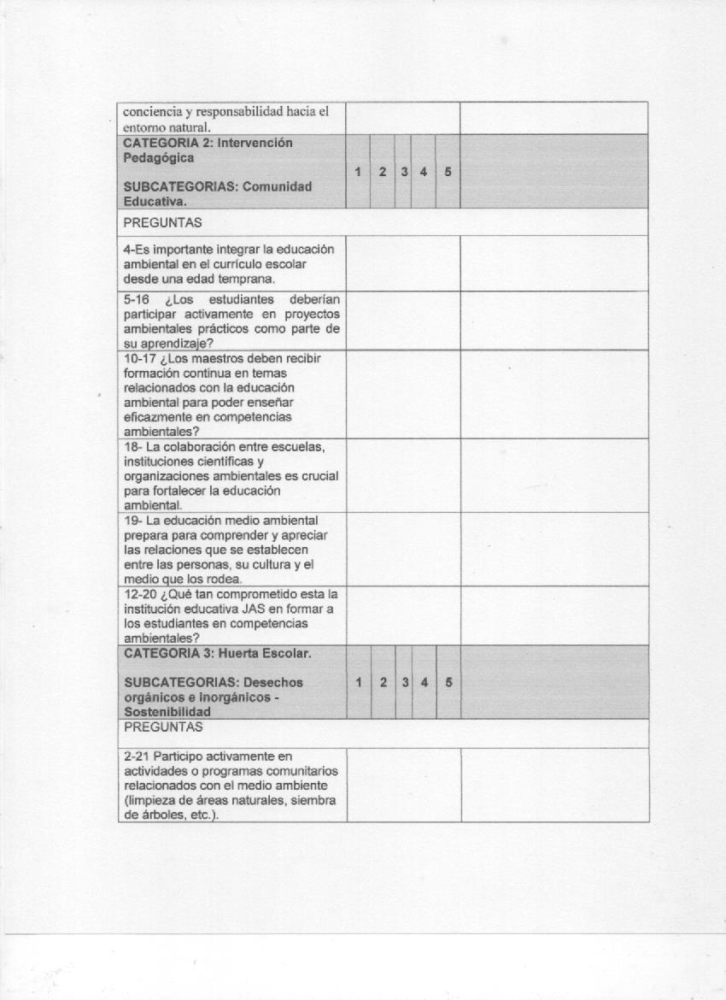 conciencia y responsabilidad hacia el
entorno natural.
CATEGORIA 2: Intervención
Pedagógica
SUBCATEGORIAS: Comunidad
Educativa.
1 2 3 4 5
PREGUNTAS
4-Es importante integrar la educación
ambiental en el currículo escolar
desde una edad temprana.
5-16 ¿Los estudiantes deberían
participar activamente en proyectos
ambientales prácticos como parte de
su aprendizaje?
10-17 ¿Los maestros deben recibir
formación continua en temas
relacionados con la educación
ambiental para poder enseñar
eficazmente en competencias
ambientales?
18- La colaboración entre escuelas,
instituciones científicas y
organizaciones ambientales es crucial
para fortalecer la educación
ambiental.
19- La educación medio ambiental
prepara para comprender y apreciar
las relaciones que se establecen
entre las personas, su cultura y el
medio que los rodea.
12-20 ¿Qué tan comprometido esta la
institución educativa JAS en formar a
los estudiantes en competencias
ambientales?
CATEGORIA 3: Huerta Escolar.
SUBCATEGORIAS: Desechos
orgánicos e inorgánicos -
Sostenibilidad
1 2 3 4 5
PREGUNTAS
2-21 Participo activamente en
actividades o programas comunitarios
relacionados con el medio ambiente
(limpieza de áreas naturales, siembra
de árboles, etc.).